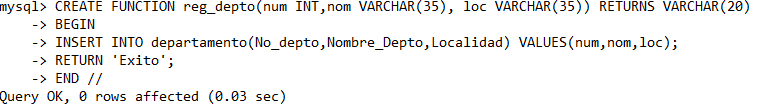 mysql> CREATE FUNCTION reg_depto(num INT,nom VARCHAR(35), loc VARCHAR(35)) RETURNS VARCHAR(20)
-> BEGIN
-> INSERT INTO departamento(No_depto,Nombre_Depto,Localidad) VALUES(num,nom,loc);
-> RETURN 'Exito';
-> END //
Query OK, 0 rows affected (0.03 sec)